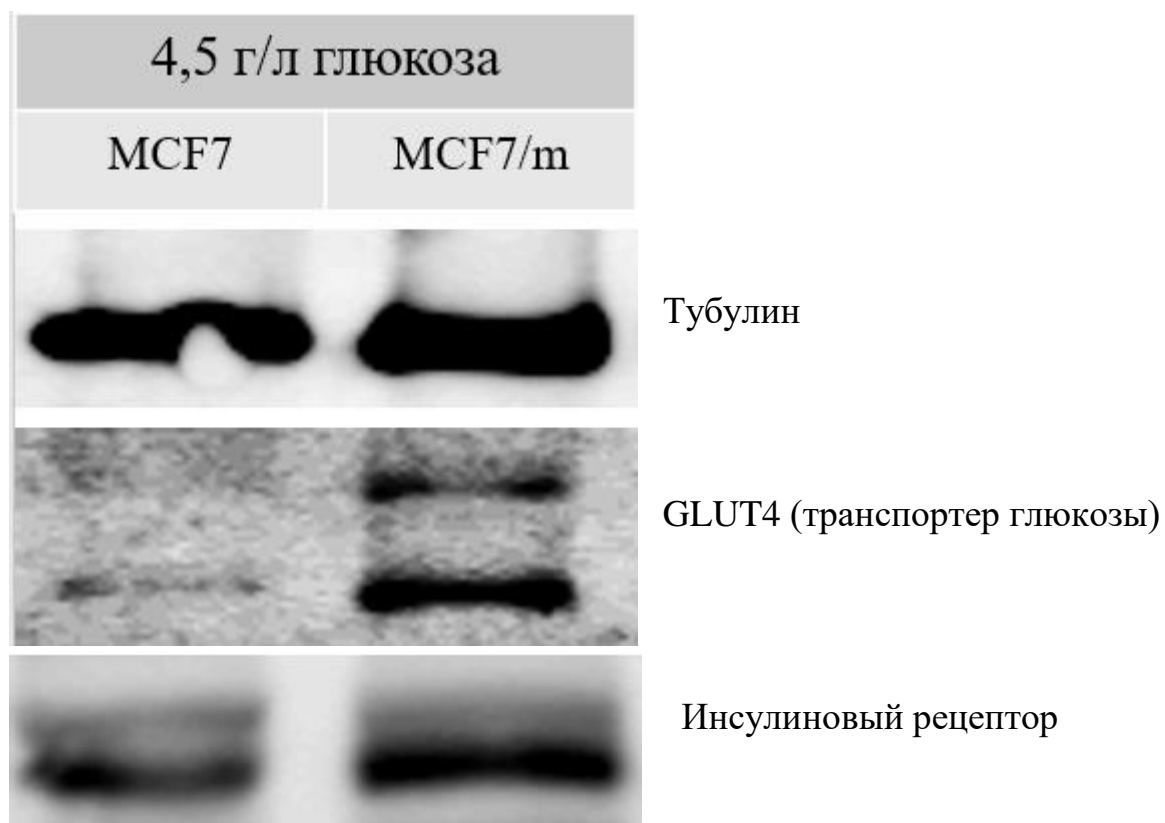 4,5 г/л глюкоза
MCF7
MCF7/m
Тубулин
GLUT4 (транспортер глюкозы)
Инсулиновый рецептор